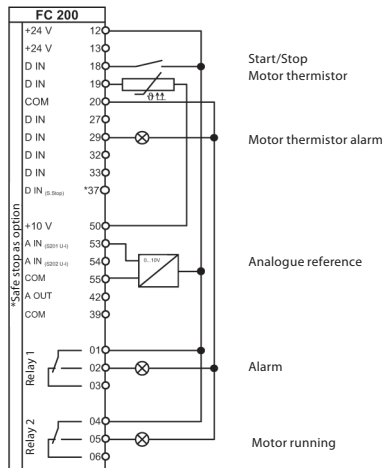 FC 200
+24 V 12
+24 V 13
D IN 18
D IN 19
COM 20
D IN 27
D IN 29
D IN 32
D IN 33
D IN (S.Stop) *37
+10 V 50
A IN (S201 U-I) 53
A IN (S202 U-I) 54
COM 55
A OUT 42
COM 39
*Safe stop as option
Relay 1
01
02
03
Relay 2
04
05
06
ϑ
0...10V
Start/Stop
Motor thermistor
Motor thermistor alarm
Analogue reference
Alarm
Motor running